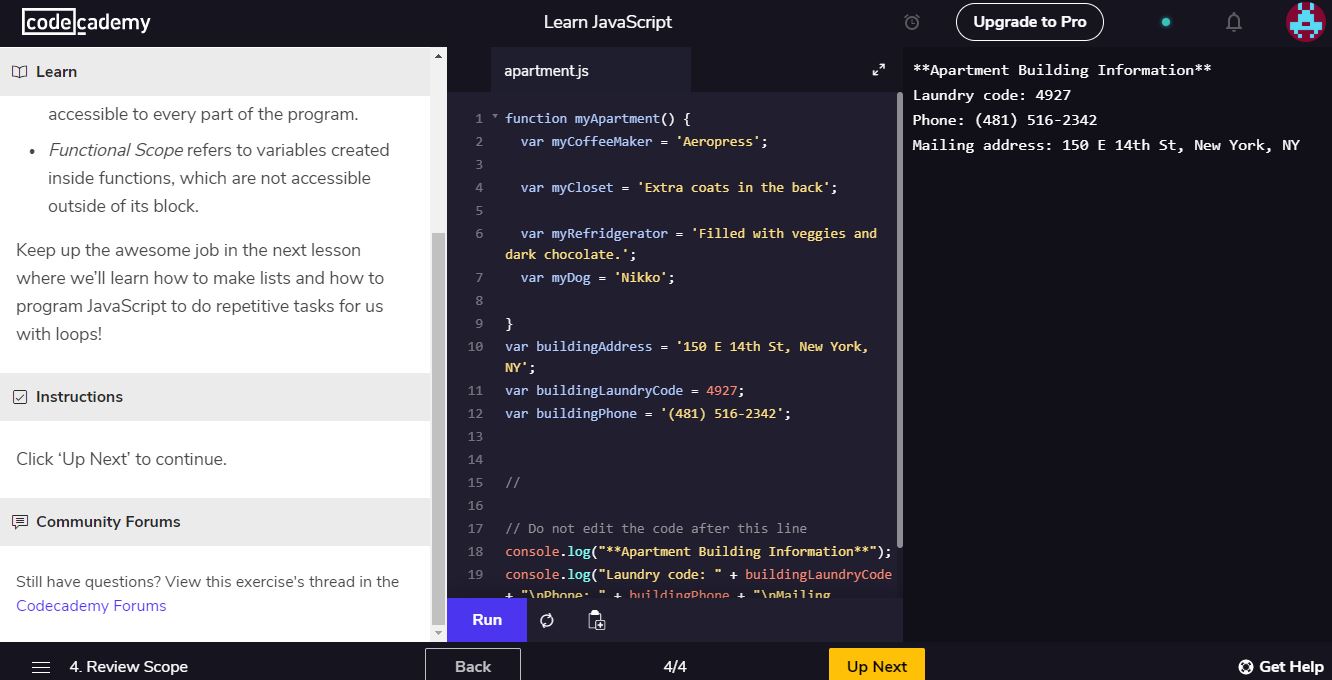 codecademy
Learn JavaScript
Upgrade to Pro
Learn
accessible to every part of the program.
• Functional Scope refers to variables created
inside functions, which are not accessible
outside of its block.
Keep up the awesome job in the next lesson
where we’ll learn how to make lists and how to
program JavaScript to do repetitive tasks for us
with loops!
Instructions
Click ‘Up Next’ to continue.
Community Forums
Still have questions? View this exercise's thread in the
Codecademy Forums
apartment.js
1 function myApartment() {
2 var myCoffeeMaker = 'Aeropress';
3
4 var myCloset = 'Extra coats in the back';
5
6 var myRefridgerator = 'Filled with veggies and
dark chocolate.';
7 var myDog = 'Nikko';
8
9 }
10 var buildingAddress = '150 E 14th St, New York,
NY';
11 var buildingLaundryCode = 4927;
12 var buildingPhone = '(481) 516-2342';
13
14
15 //
16
17 // Do not edit the code after this line
18 console.log("**Apartment Building Information**");
19 console.log("Laundry code: " + buildingLaundryCode
+ "\nPhone: " + buildingPhone + "\nMailing
Run
**Apartment Building Information**
Laundry code: 4927
Phone: (481) 516-2342
Mailing address: 150 E 14th St, New York, NY
4. Review Scope
Back
4/4
Up Next
Get Help